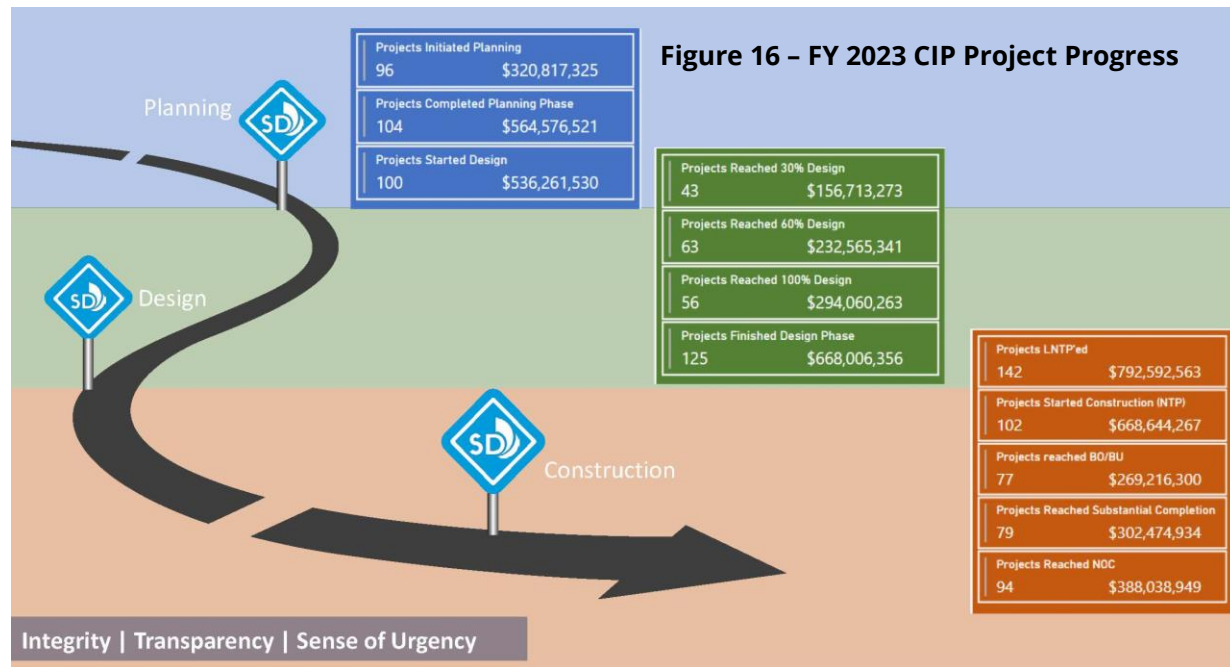 Figure 16 – FY 2023 CIP Project Progress
Projects Initiated Planning
96 $320,817,325
Projects Completed Planning Phase
104 $564,576,521
Projects Started Design
100 $536,261,530
Planning
SD
Projects Reached 30% Design
43 $156,713,273
Projects Reached 60% Design
63 $232,565,341
Projects Reached 100% Design
56 $294,060,263
Projects Finished Design Phase
125 $668,006,356
SD
Design
Projects LNTP'ed
142 $792,592,563
Projects Started Construction (NTP)
102 $668,644,267
Projects reached BO/BU
77 $269,216,300
Projects Reached Substantial Completion
79 $302,474,934
Projects Reached NOC
94 $388,038,949
SD
Construction
Integrity | Transparency | Sense of Urgency